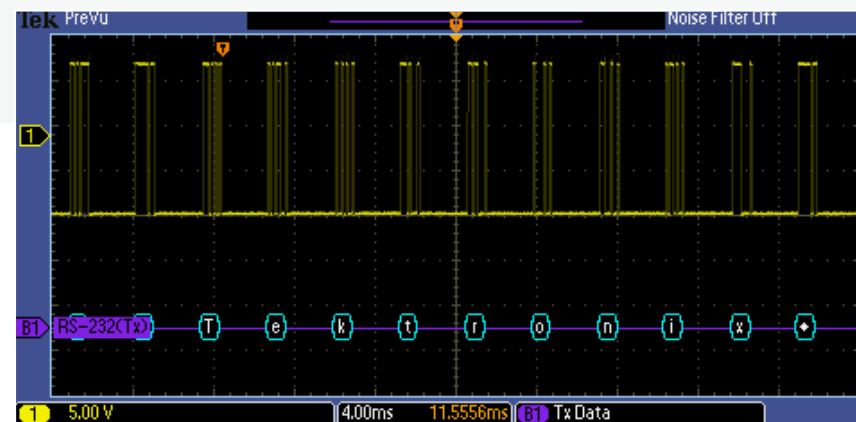 Tek PreVu Noise Filter Off
T
1
B1 RS-232(Tx) T e k t r o n i x
1 5.00 V 4.00ms 11.5556ms B1 Tx Data